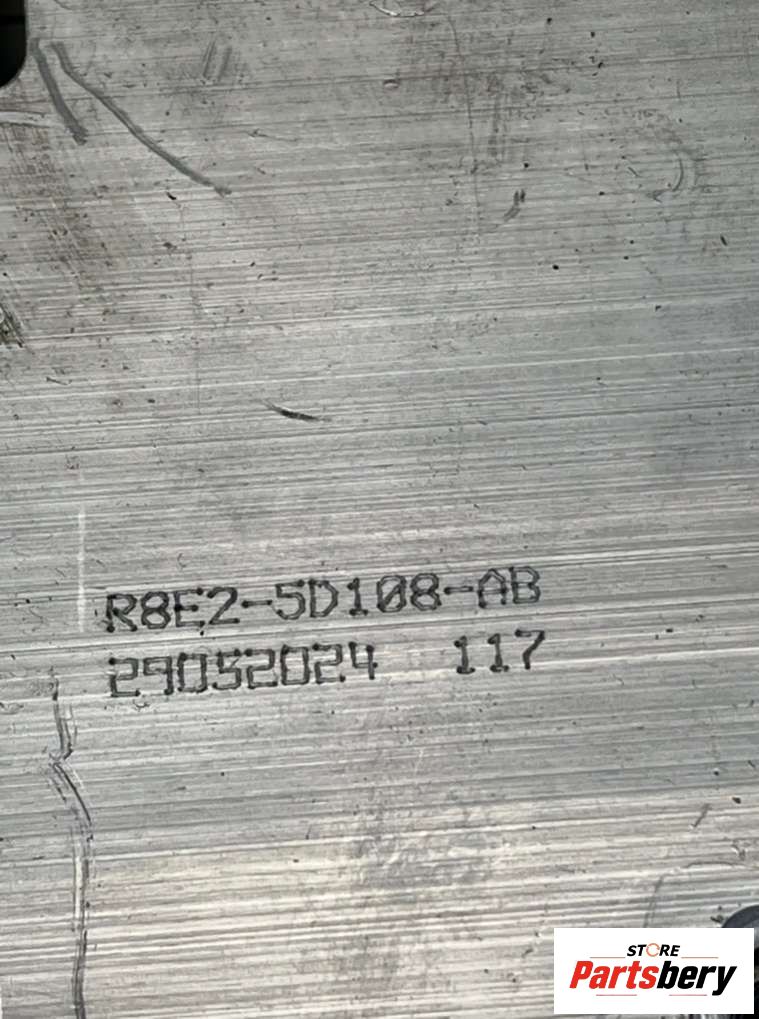 R8E2-5D108-AB
29052024 117
STORE
Partsbery